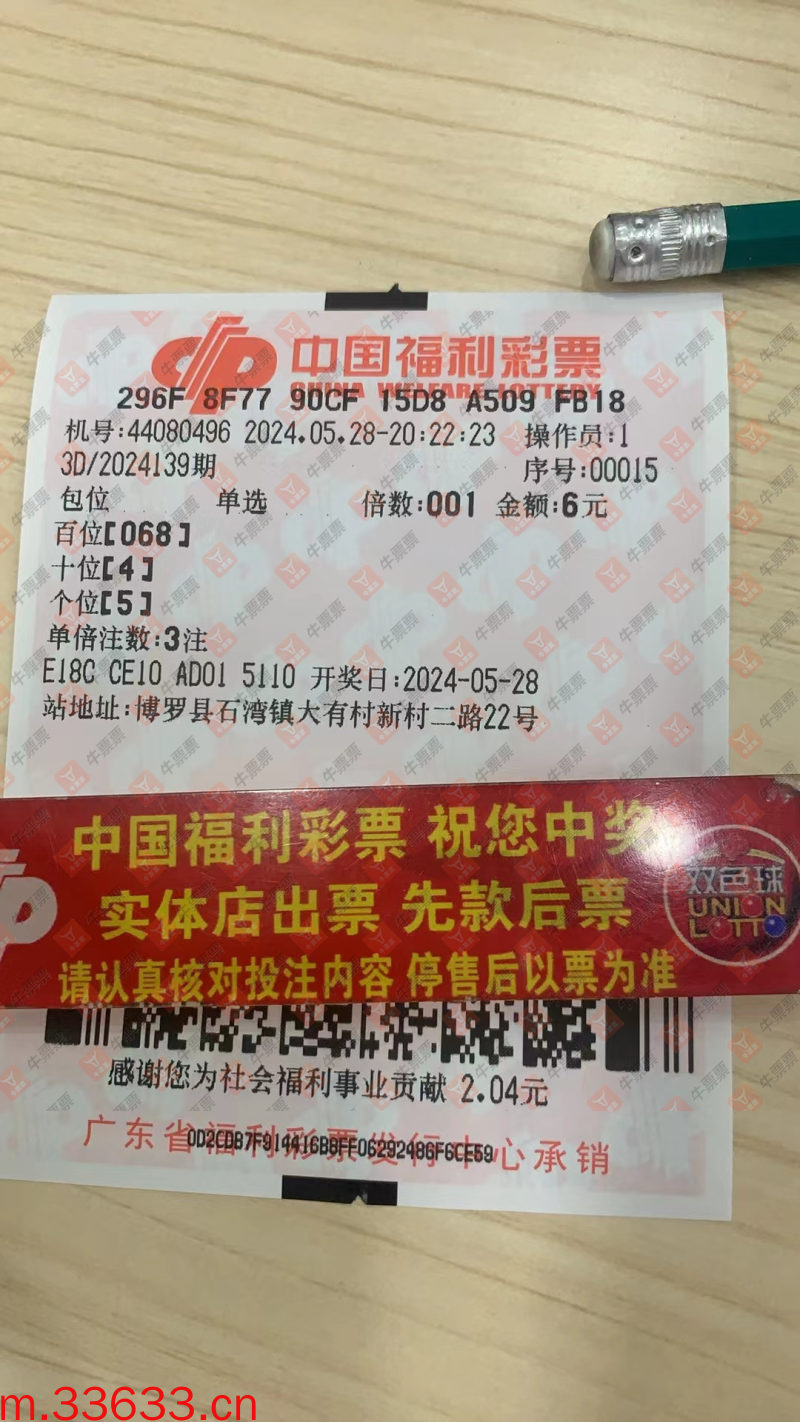 中国福利彩票
CHINA WELFARE LOTTERY
296F 8F77 90CF 15D8 A509 FB18
机号:44080496 2024.05.28-20:22:23 操作员:1
3D/2024139期 序号:00015
包位 单选 倍数:001 金额:6元
百位[068]
十位[4]
个位[5]
单倍注数:3注
E18C CE10 AD01 5110 开奖日:2024-05-28
站地址:博罗县石湾镇大有村新村二路22号
中国福利彩票 祝您中奖
双色球
UNION
LOTTO
实体店出票 先款后票
请认真核对投注内容 停售后以票为准
感谢您为社会福利事业贡献 2.04元
广东省福利彩票发行中心承销
0D2CDB7F914416B8FF06292486F6CE59
牛票票
m.33633.cn